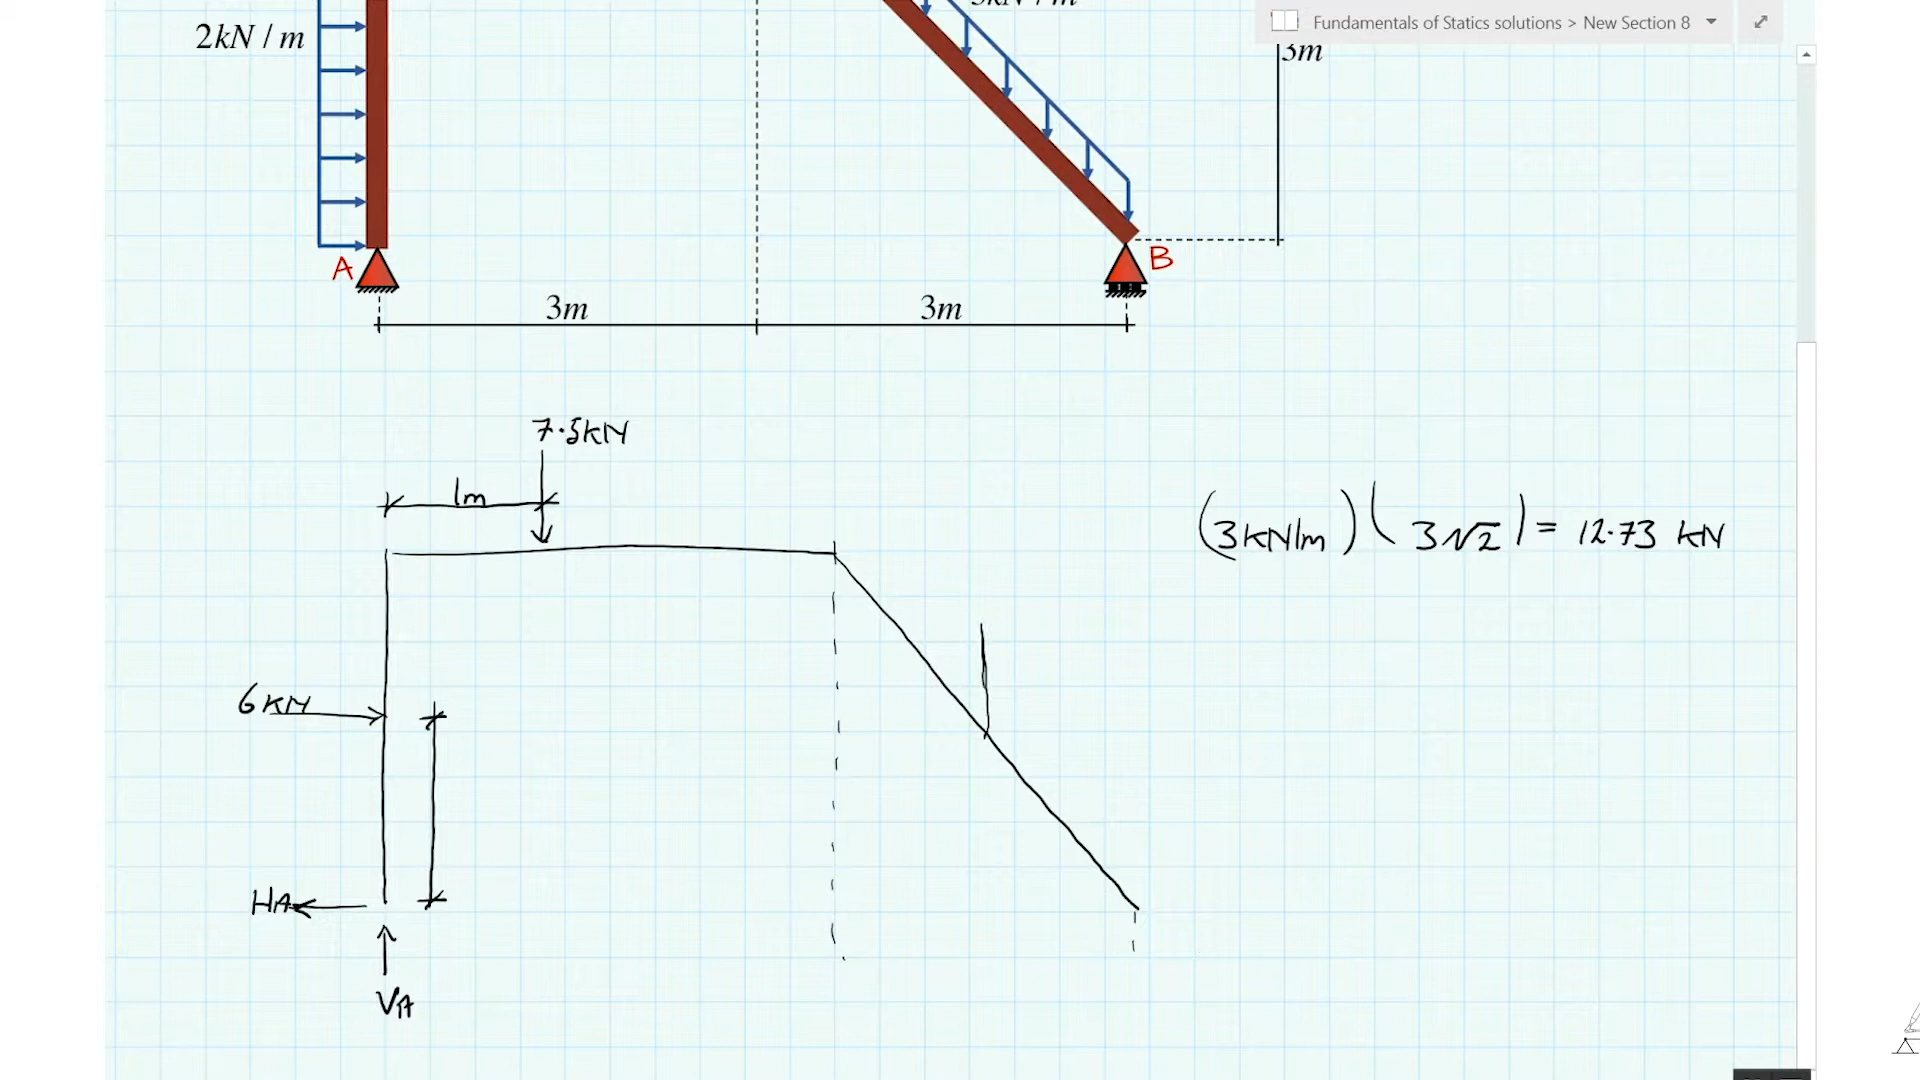 3kN / m
Fundamentals of Statics solutions > New Section 8
2kN / m
3m
A
B
3m
3m
7.5kN
1m
(3kN/m)(3√2) = 12.73 kN
6kN
HA
VA